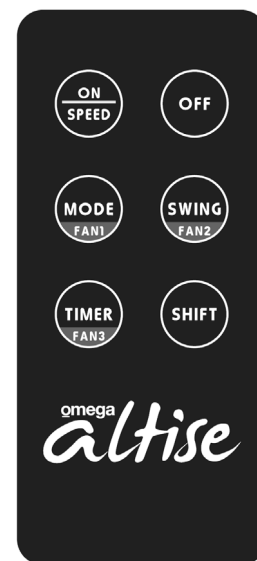 ON
SPEED
OFF
MODE
FAN1
SWING
FAN2
TIMER
FAN3
SHIFT
omega
altise